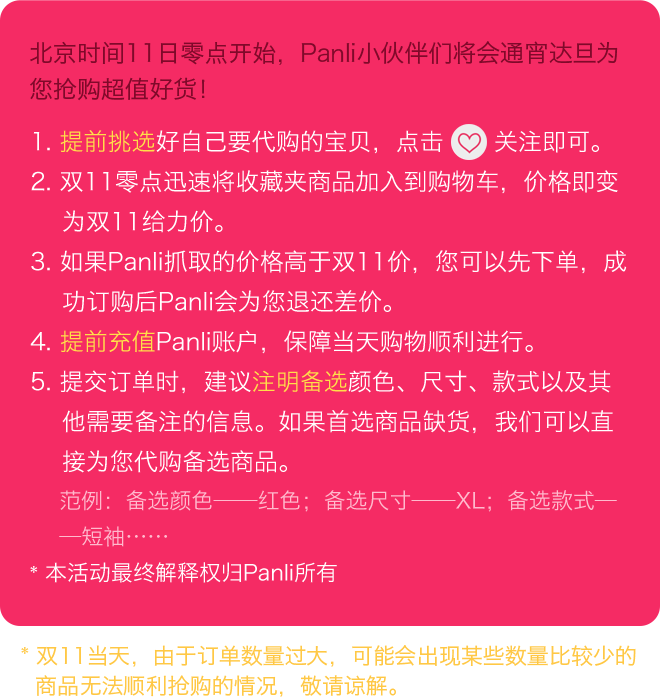 北京时间11日零点开始，Panli小伙伴们将会通宵达旦为
您抢购超值好货！
1. 提前挑选好自己要代购的宝贝，点击 关注即可。
2. 双11零点迅速将收藏夹商品加入到购物车，价格即变
为双11给力价。
3. 如果Panli抓取的价格高于双11价，您可以先下单，成
功订购后Panli会为您退还差价。
4. 提前充值Panli账户，保障当天购物顺利进行。
5. 提交订单时，建议注明备选颜色、尺寸、款式以及其
他需要备注的信息。如果首选商品缺货，我们可以直
接为您代购备选商品。
范例：备选颜色——红色；备选尺寸——XL；备选款式—
—短袖……
* 本活动最终解释权归Panli所有
* 双11当天，由于订单数量过大，可能会出现某些数量比较少的
商品无法顺利抢购的情况，敬请谅解。